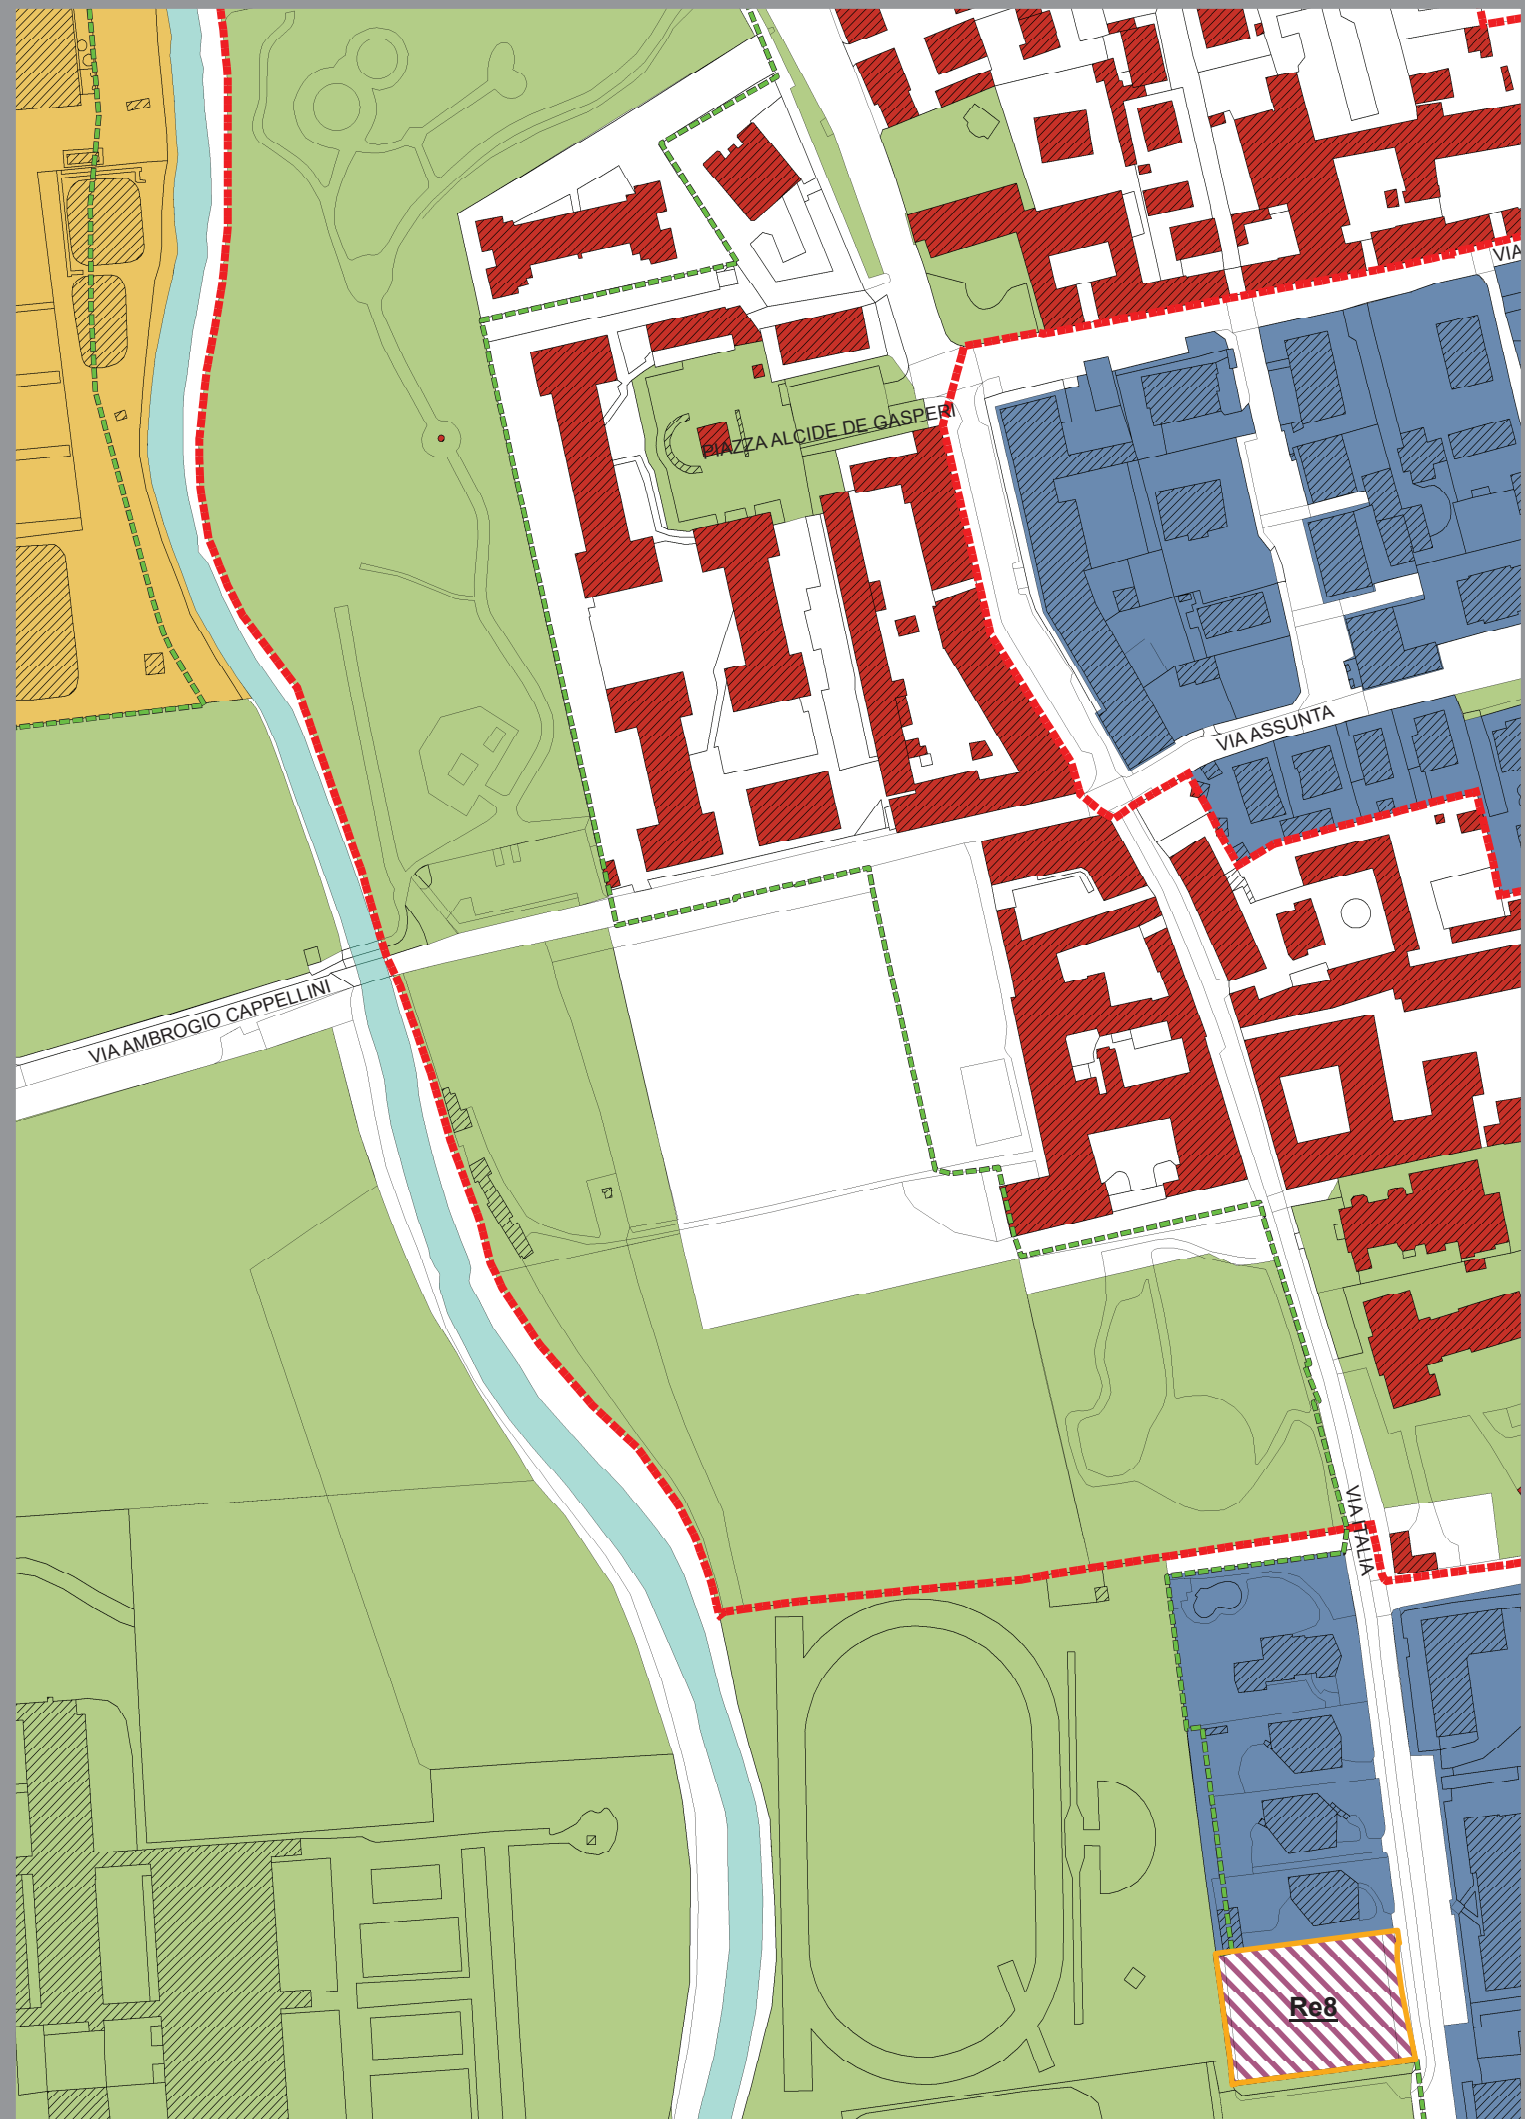 VIA
PIAZZA ALCIDE DE GASPERI
VIA ASSUNTA
VIA AMBROGIO CAPPELLINI
VIA ITALIA
Re8